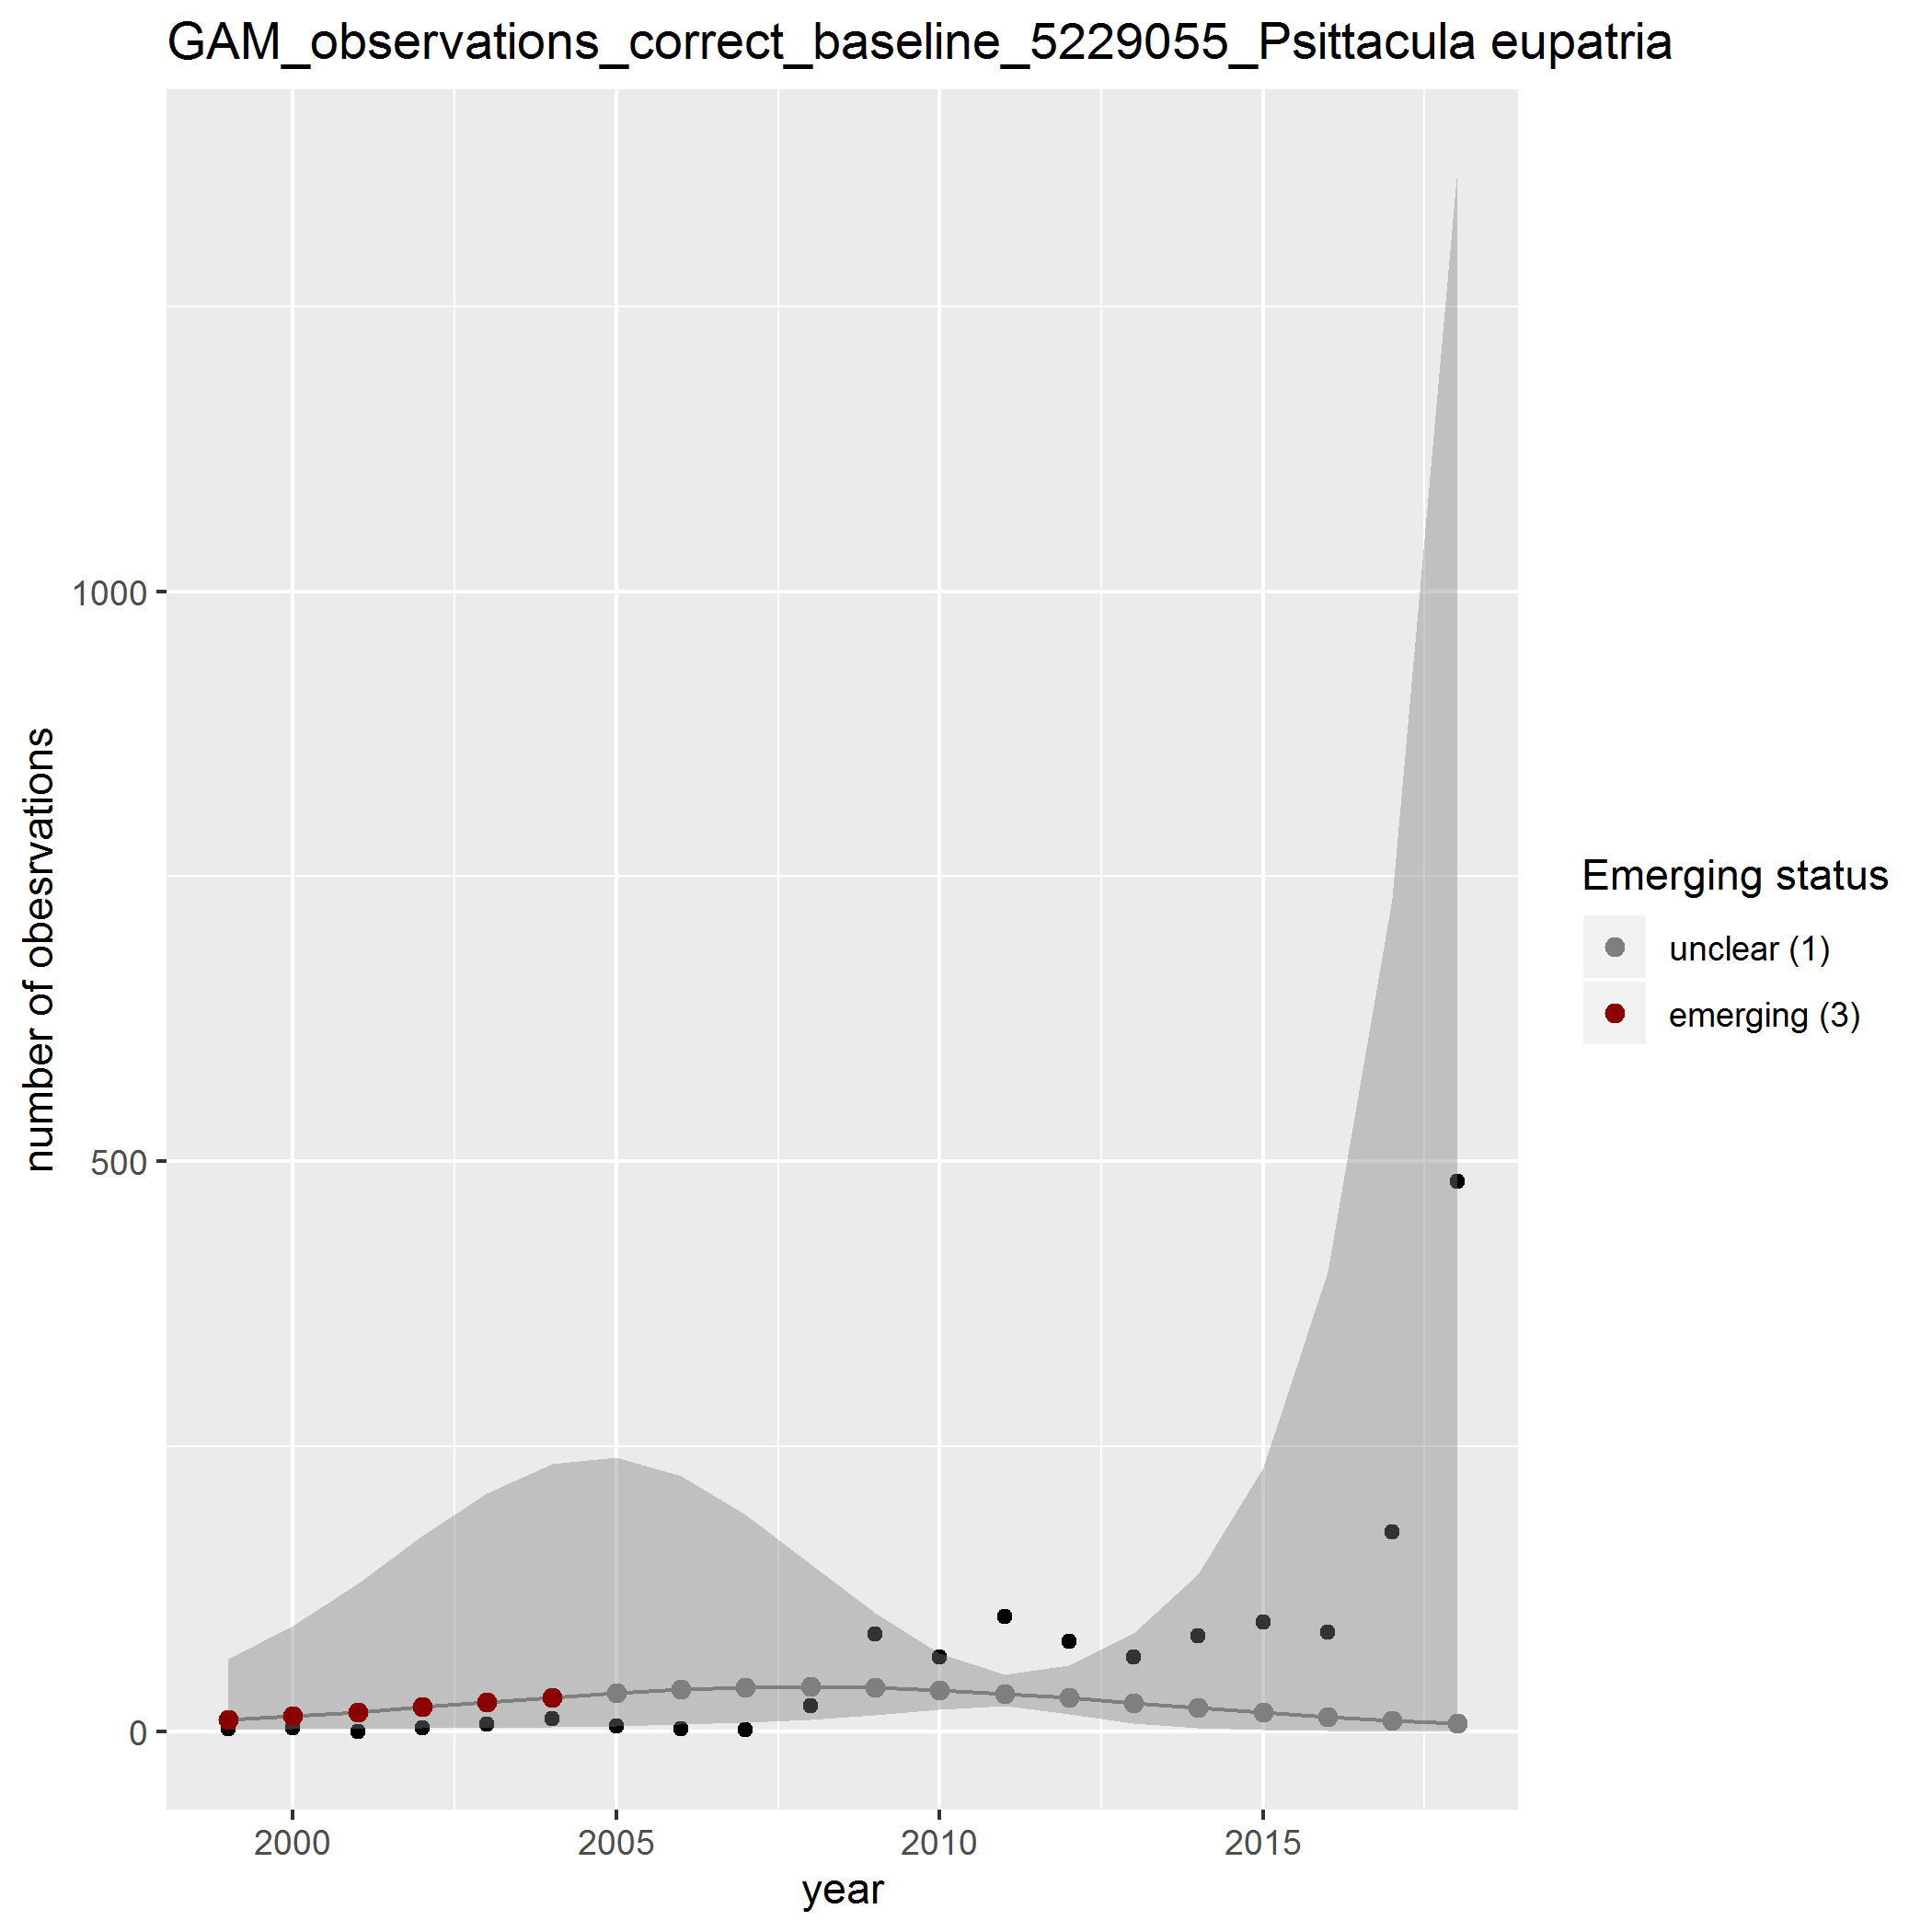 GAM_observations_correct_baseline_5229055_Psittacula eupatria
number of obesrvations
1000
500
0
2000 2005 2010 2015
year
Emerging status
unclear (1)
emerging (3)